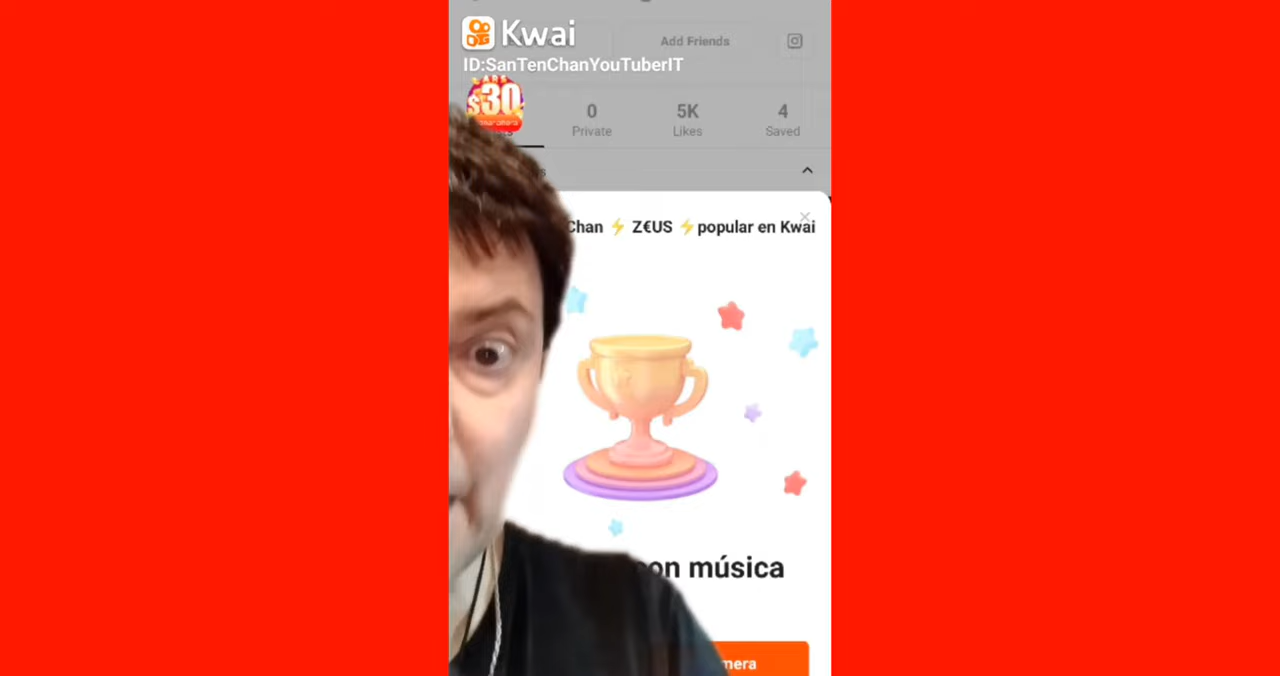 Kwai
Add Friends
ID:SanTenChanYouTuberIT
$30
0
5K
4
Private
Likes
Saved
Chan ⚡ Z€US ⚡popular en Kwai
on música
mera